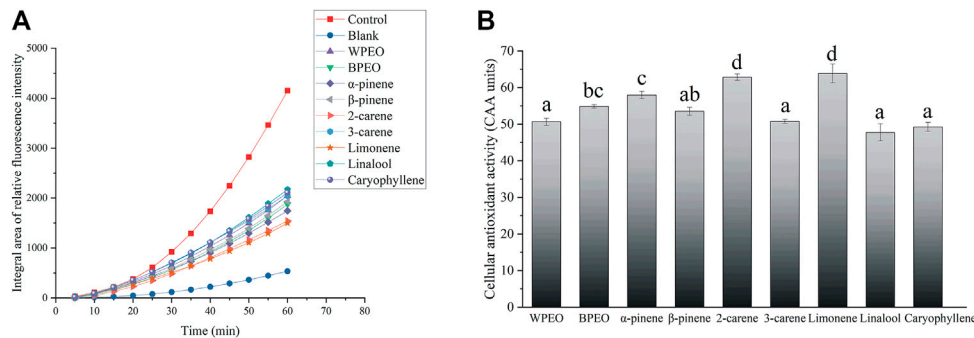 A
Integral area of relative fluorescence intensity
5000
4000
3000
2000
1000
0
0 10 20 30 40 50 60 70 80
Time (min)
Control
Blank
WPEO
BPEO
α-pinene
β-pinene
2-carene
3-carene
Limonene
Linalool
Caryophyllene
B
Cellular antioxidant activity (CAA units)
70
60
50
40
30
20
10
0
a bc c ab d a d a a
WPEO BPEO α-pinene β-pinene 2-carene 3-carene Limonene Linalool Caryophyllene